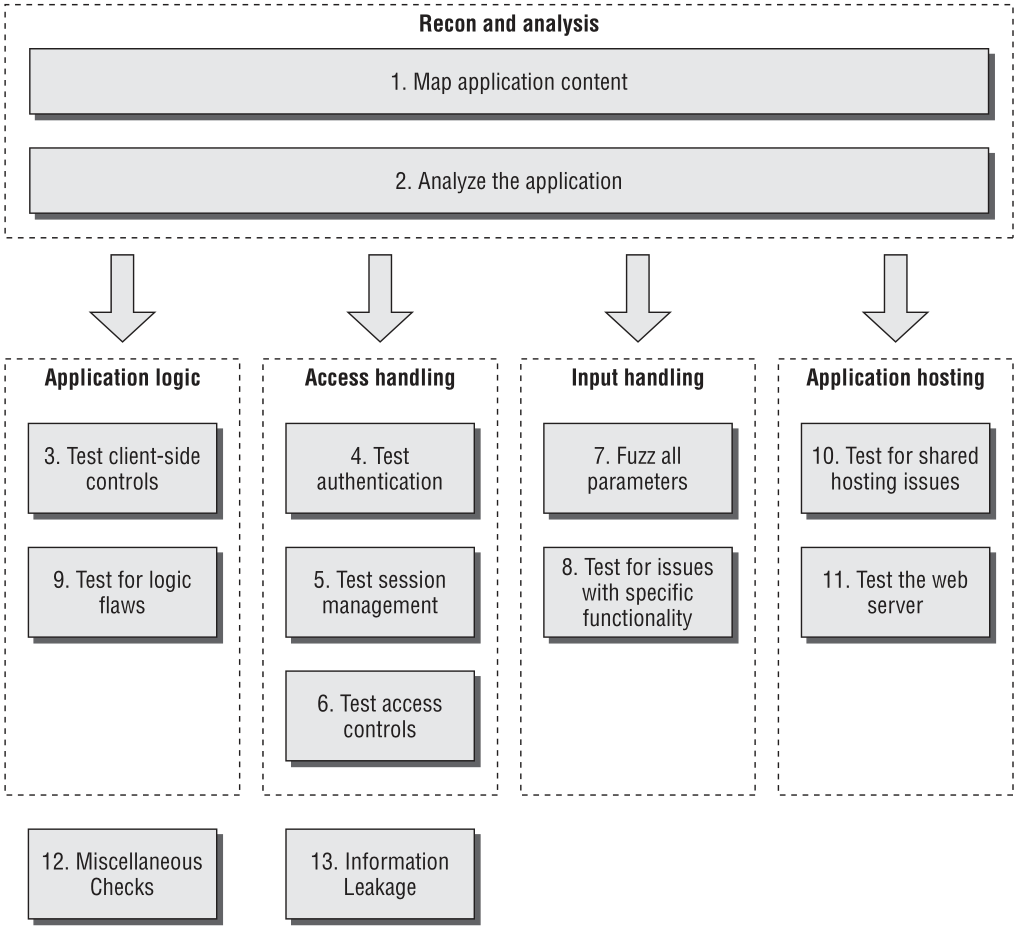 Recon and analysis
1. Map application content
2. Analyze the application
Application logic
3. Test client-side
controls
9. Test for logic
flaws
Access handling
4. Test
authentication
5. Test session
management
6. Test access
controls
Input handling
7. Fuzz all
parameters
8. Test for issues
with specific
functionality
Application hosting
10. Test for shared
hosting issues
11. Test the web
server
12. Miscellaneous
Checks
13. Information
Leakage